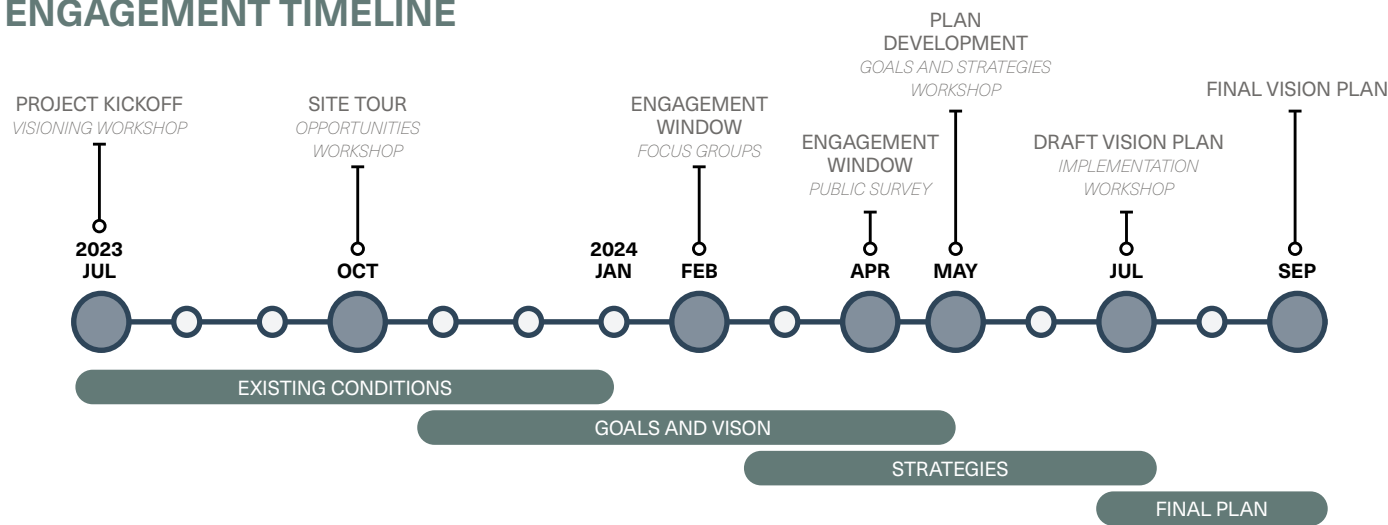 ENGAGEMENT TIMELINE
PROJECT KICKOFF
VISIONING WORKSHOP
SITE TOUR
OPPORTUNITIES
WORKSHOP
ENGAGEMENT
WINDOW
FOCUS GROUPS
ENGAGEMENT
WINDOW
PUBLIC SURVEY
PLAN
DEVELOPMENT
GOALS AND STRATEGIES
WORKSHOP
DRAFT VISION PLAN
IMPLEMENTATION
WORKSHOP
FINAL VISION PLAN
2023
JUL
OCT
2024
JAN
FEB
APR
MAY
JUL
SEP
EXISTING CONDITIONS
GOALS AND VISON
STRATEGIES
FINAL PLAN